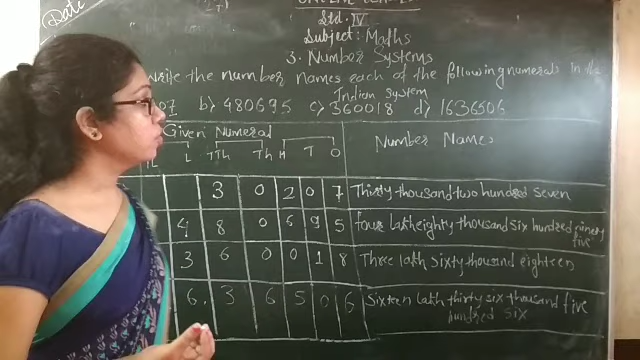 Date
Std. IV
Subject: Maths
3. Number Systems
the number names each of the following numerals in the
Indian System
07 b) 480695 c) 360018 d) 1636506
Given Numeral Number Names
L TTh Th H T O
3 0 2 0 7 Thirty thousand two hundred seven
4 8 0 6 9 5 four lakh eighty thousand six hundred ninety
five
3 6 0 0 1 8 Three lakh sixty thousand eighteen
6 3 6 5 0 6 Sixteen lakh thirty six thousand five
hundred six